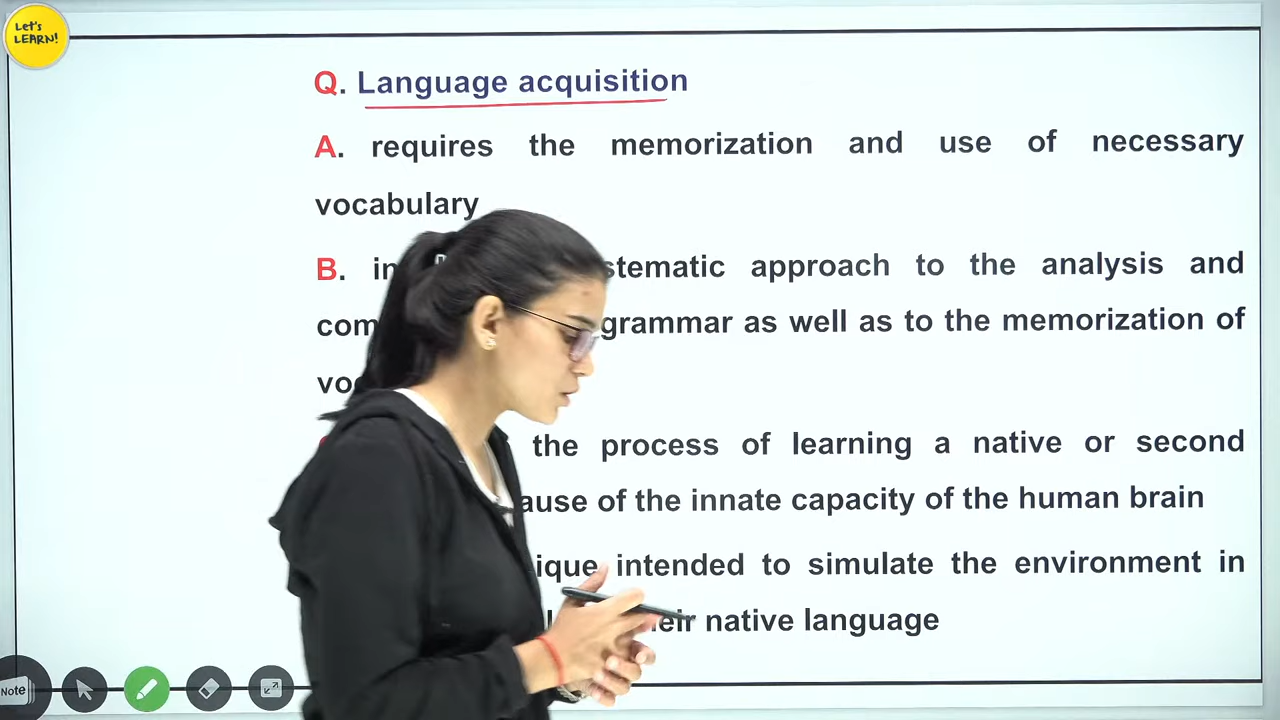 Let's
LEARN!
Q. Language acquisition
A. requires the memorization and use of necessary
vocabulary
B. stematic approach to the analysis and
com grammar as well as to the memorization of
the process of learning a native or second
ause of the innate capacity of the human brain
ique intended to simulate the environment in
their native language
Note